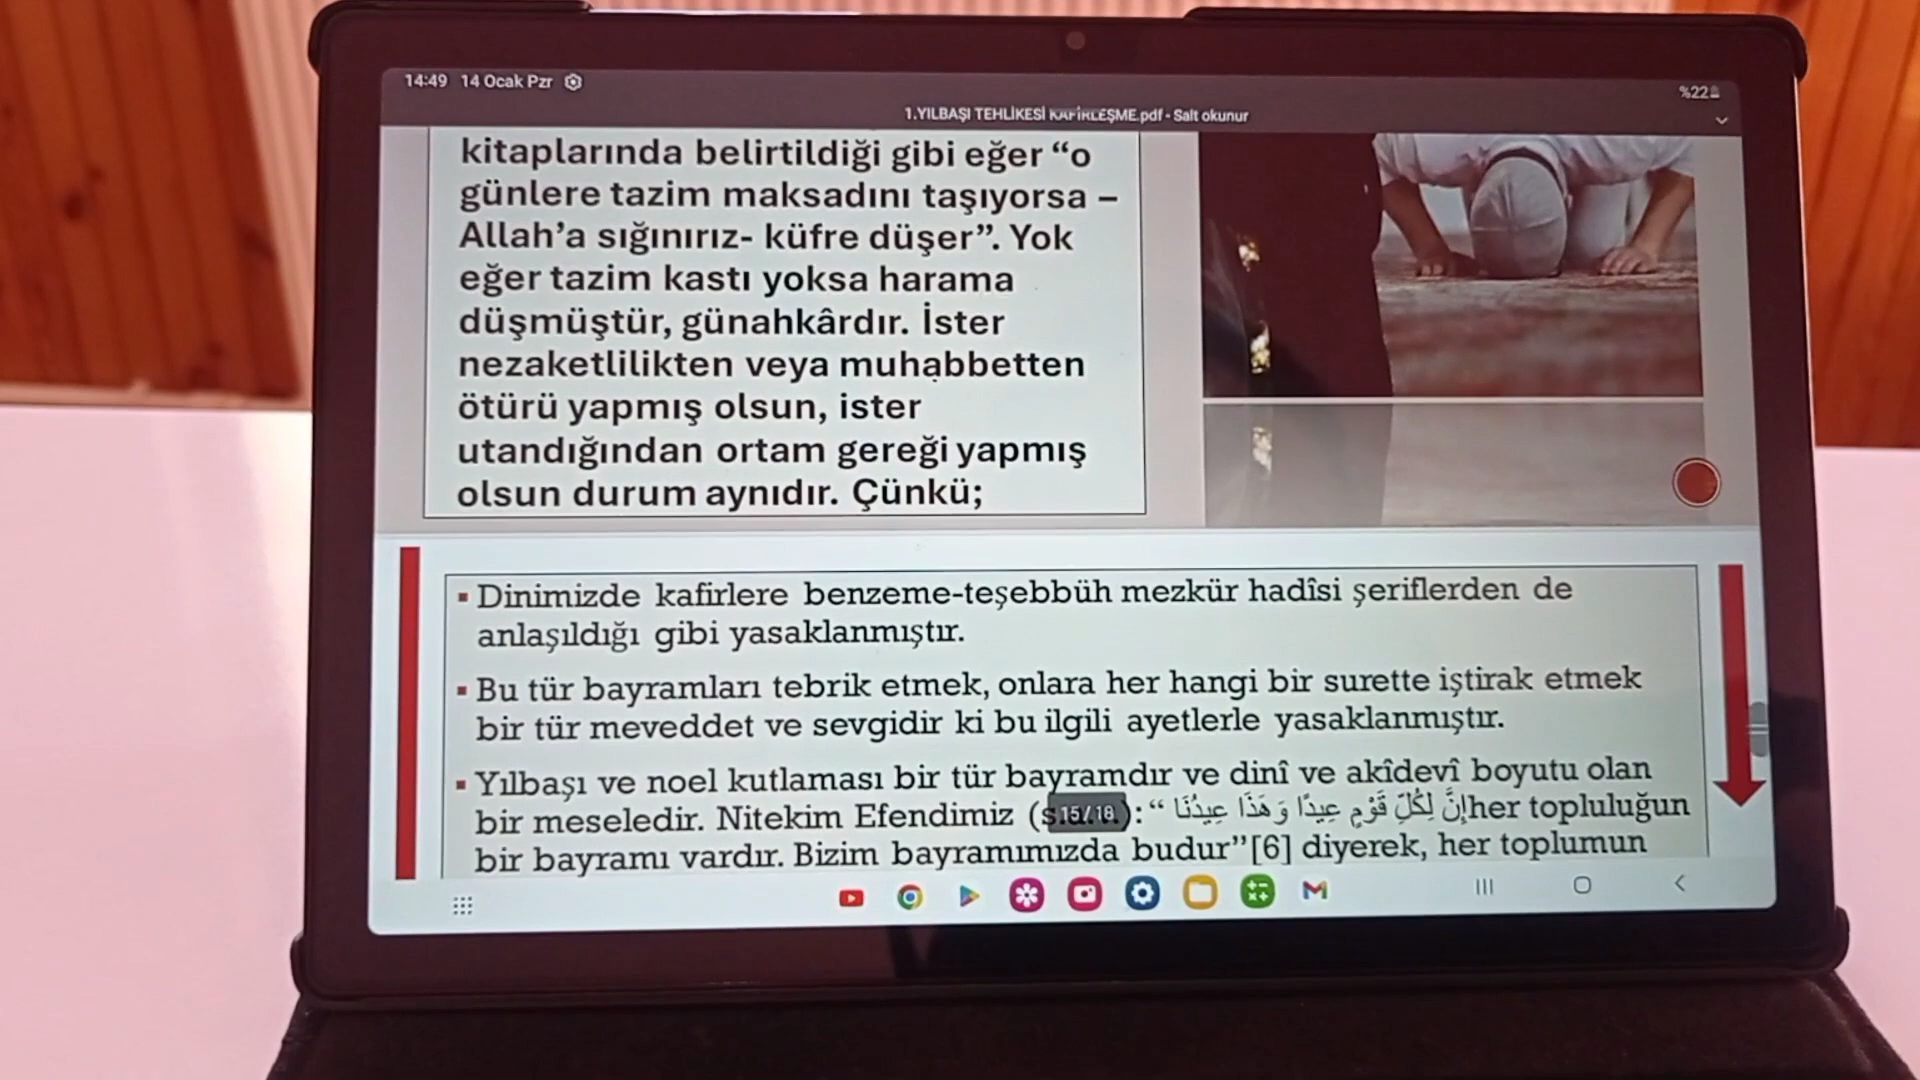 14:49 14 Ocak Pzr
%22
1.YILBAŞI TEHLİKESİ KAFİRLEŞME.pdf - Salt okunur
kitaplarında belirtildiği gibi eğer “o
günlere tazim maksadını taşıyorsa –
Allah’a sığınırız- küfre düşer”. Yok
eğer tazim kastı yoksa harama
düşmüştür, günahkârdır. İster
nezaketlilikten veya muhabbetten
ötürü yapmış olsun, ister
utandığından ortam gereği yapmış
olsun durum aynıdır. Çünkü;
▪ Dinimizde kafirlere benzeme-teşebbüh mezkür hadîsi şeriflerden de
anlaşıldığı gibi yasaklanmıştır.
▪ Bu tür bayramları tebrik etmek, onlara her hangi bir surette iştirak etmek
bir tür meveddet ve sevgidir ki bu ilgili ayetlerle yasaklanmıştır.
▪ Yılbaşı ve noel kutlaması bir tür bayramdır ve dinî ve akîdevî boyutu olan
bir meseledir. Nitekim Efendimiz ( ):“ إِنَّ لِكُلِّ قَوْمٍ عِيدًا وَ هَذَا عِيدُنَا her topluluğun
15/18
bir bayramı vardır. Bizim bayramımızda budur”[6] diyerek, her toplumun